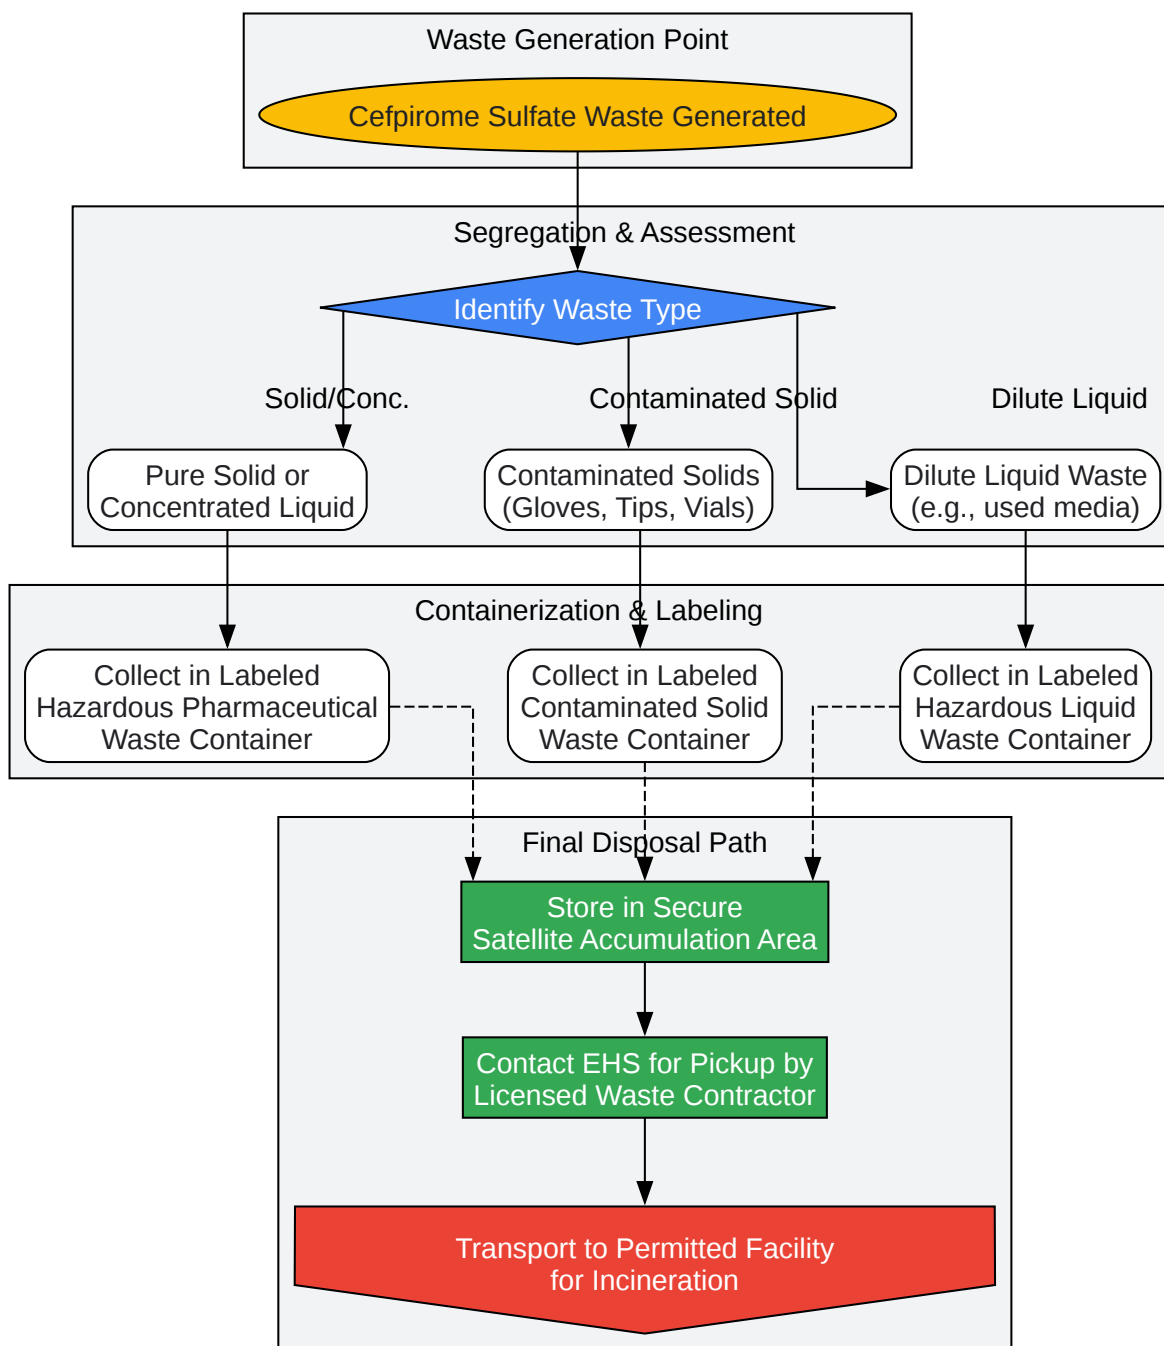 Waste Generation Point
Cefpirome Sulfate Waste Generated
Segregation & Assessment
Identify Waste Type
Solid/Conc.
Contaminated Solid
Dilute Liquid
Pure Solid or
Concentrated Liquid
Contaminated Solids
(Gloves, Tips, Vials)
Dilute Liquid Waste
(e.g., used media)
Containerization & Labeling
Collect in Labeled
Hazardous Pharmaceutical
Waste Container
Collect in Labeled
Contaminated Solid
Waste Container
Collect in Labeled
Hazardous Liquid
Waste Container
Final Disposal Path
Store in Secure
Satellite Accumulation Area
Contact EHS for Pickup by
Licensed Waste Contractor
Transport to Permitted Facility
for Incineration